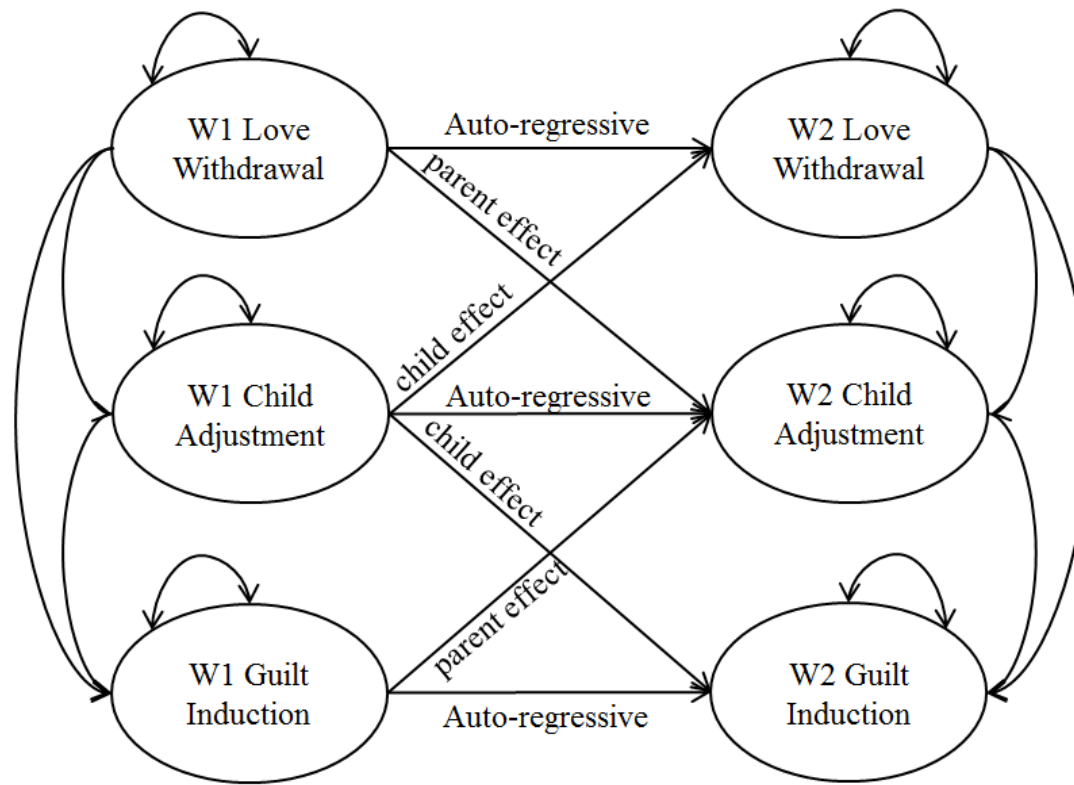 W1 Love
Withdrawal
Auto-regressive
W2 Love
Withdrawal
parent effect
child effect
W1 Child
Adjustment
Auto-regressive
W2 Child
Adjustment
child effect
parent effect
W1 Guilt
Induction
Auto-regressive
W2 Guilt
Induction